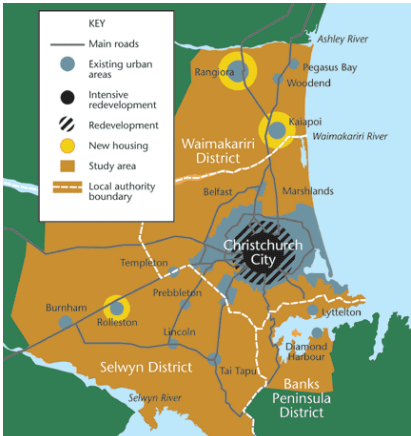 KEY
Main roads
Existing urban
areas
Intensive
redevelopment
Redevelopment
New housing
Study area
Local authority
boundary
Ashley River
Pegasus Bay
Rangiora
Woodend
Kaiapoi
Waimakariri River
Waimakariri
District
Belfast
Marshlands
Christchurch
City
Templeton
Prebbleton
Burnham
Rolleston
Lyttelton
Lincoln
Diamond
Harbour
Selwyn District
Tai Tapu
Banks
Peninsula
District
Selwyn River